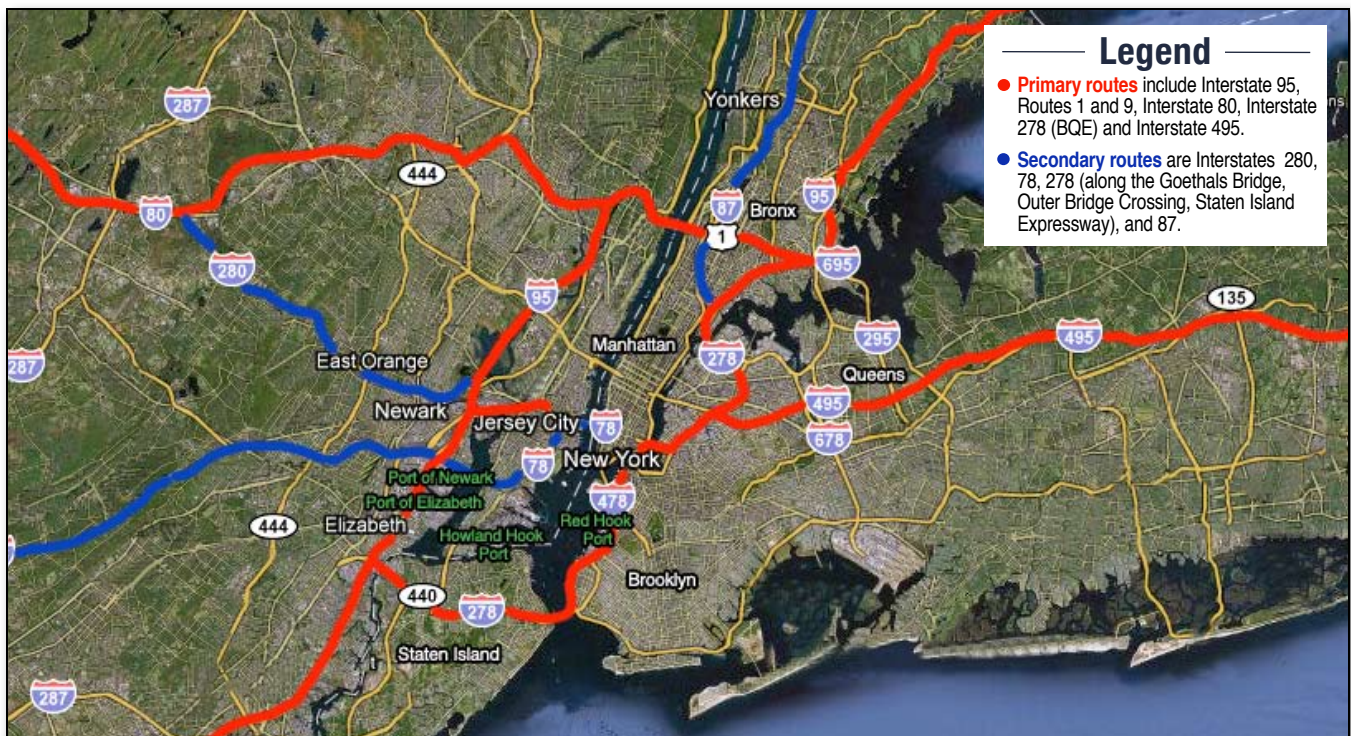 Legend
Primary routes include Interstate 95,
Routes 1 and 9, Interstate 80, Interstate
278 (BQE) and Interstate 495.
Secondary routes are Interstates 280,
78, 278 (along the Goethals Bridge,
Outer Bridge Crossing, Staten Island
Expressway), and 87.
287
Yonkers
444
80
87
95
Bronx
1
280
695
95
135
Manhattan
295
495
287
East Orange
278
Queens
Newark
495
Jersey City
78
678
78
New York
Port of Newark
478
Port of Elizabeth
444
Elizabeth
Howland Hook
Port
Red Hook
Port
Brooklyn
440
278
Staten Island
287